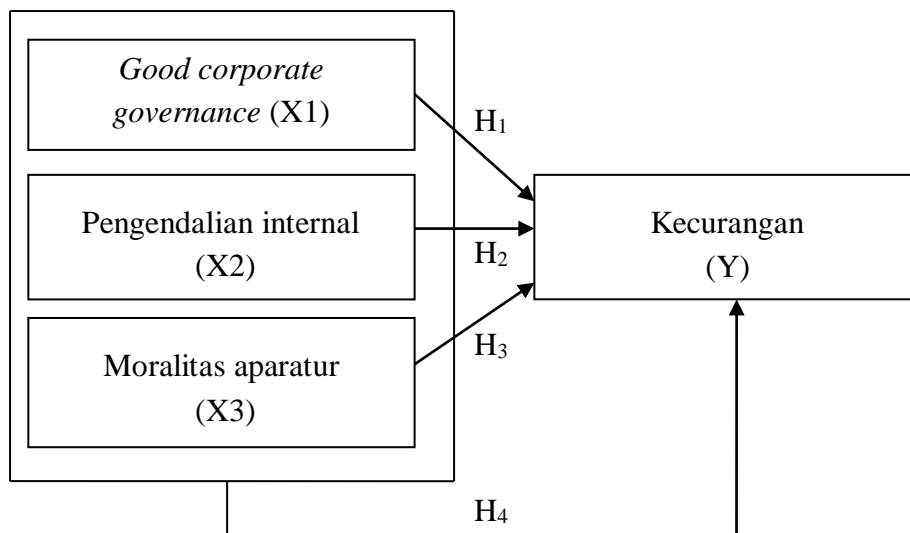 Good corporate
governance (X1)
H₁
Pengendalian internal
(X2)
H₂
Kecurangan
(Y)
Moralitas aparatur
(X3)
H₃
H₄